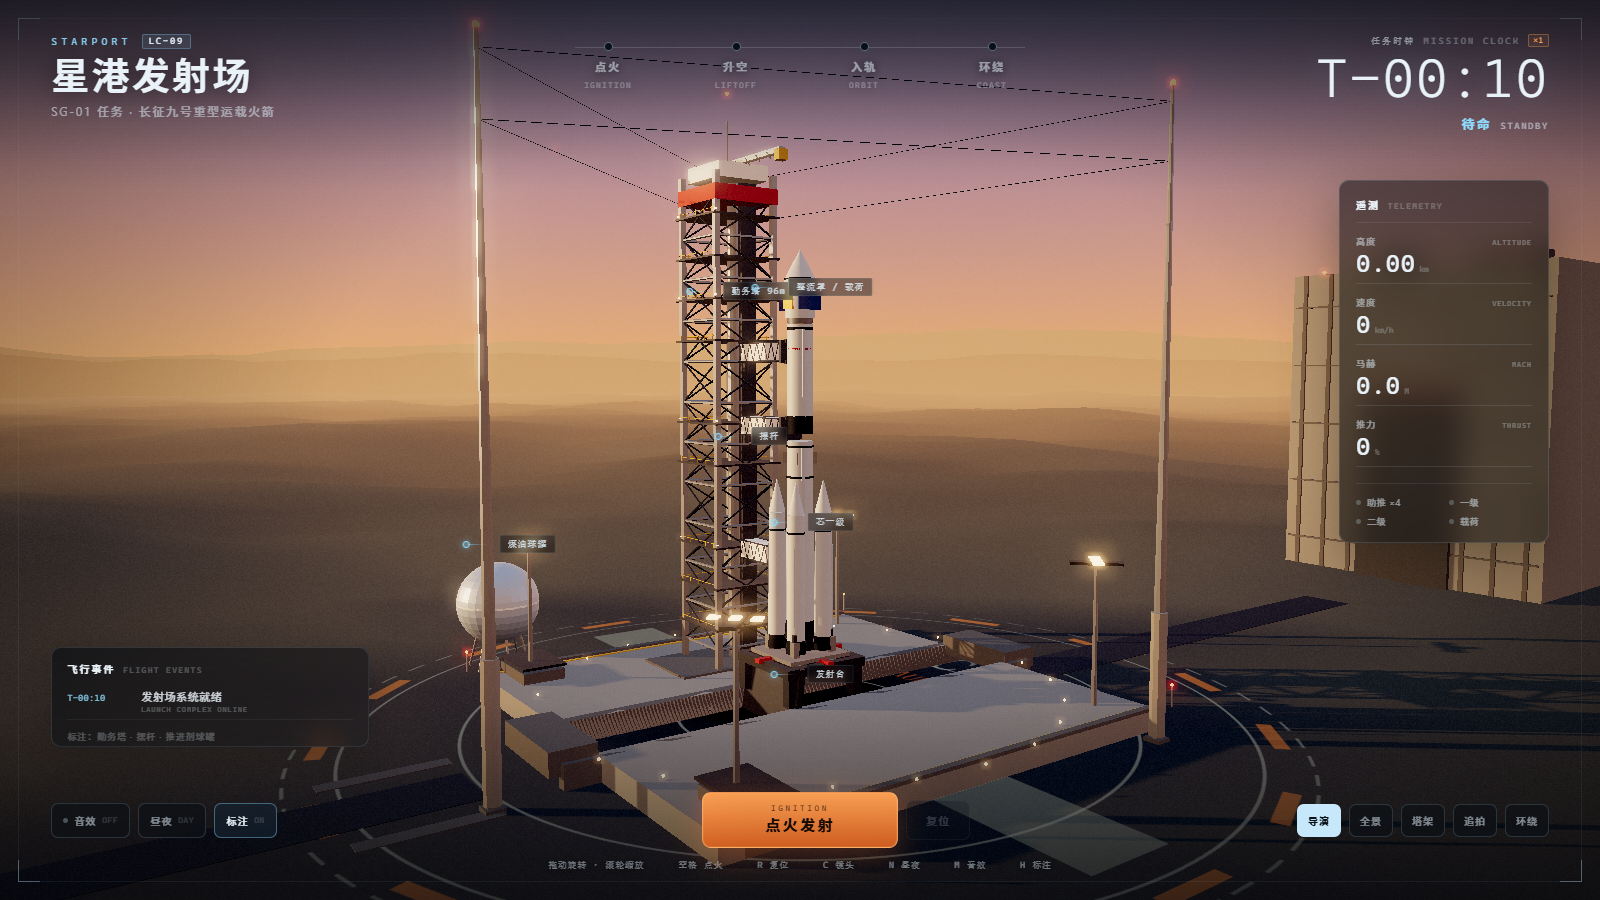 STARPORT LC-09
星港发射场
SG-01 任务 · 长征九号重型运载火箭
点火
IGNITION
升空
LIFTOFF
入轨
ORBIT
环绕
COAST
任务时钟 MISSION CLOCK ×1
T−00:10
待命 STANDBY
遥测 TELEMETRY
高度 ALTITUDE
0.00 km
速度 VELOCITY
0 km/h
马赫 MACH
0.0 M
推力 THRUST
0 %
助推 ×4
一级
二级
载荷
勤务塔 96m
整流罩 / 载荷
摆杆
芯一级
煤油球罐
发射台
飞行事件 FLIGHT EVENTS
T-00:10 发射场系统就绪
LAUNCH COMPLEX ONLINE
标注: 勤务塔 · 摆杆 · 推进剂球罐
音效 OFF
昼夜 DAY
标注 ON
IGNITION
点火发射
复位
导演
全景
塔架
追拍
环绕
拖动旋转 · 滚轮缩放 空格 点火 R 复位 C 镜头 N 昼夜 M 音效 H 标注